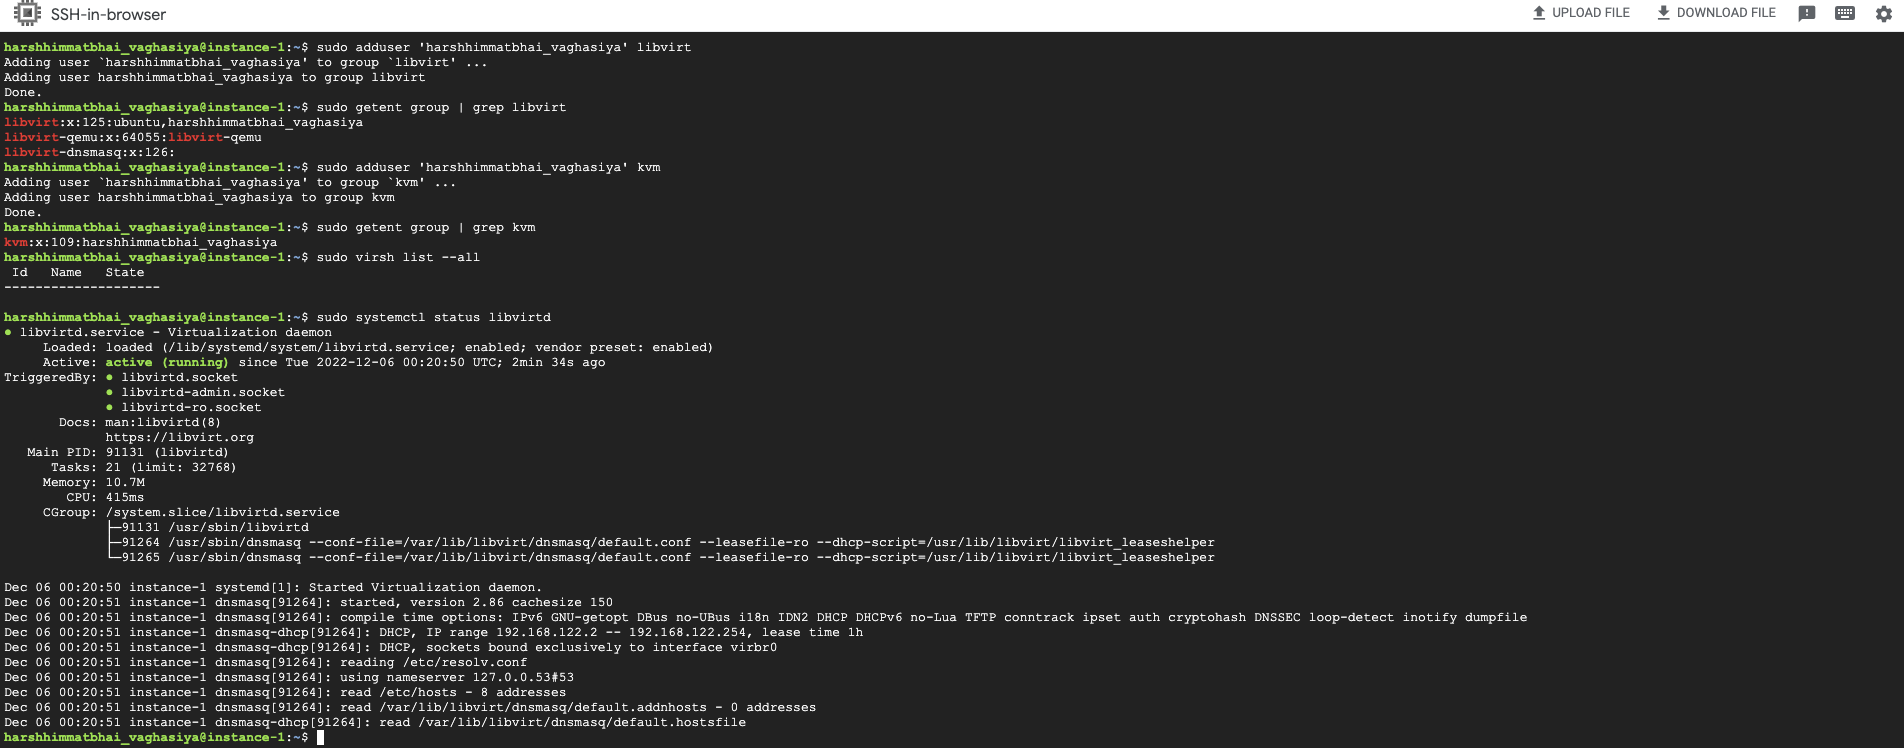 SSH-in-browser
UPLOAD FILE
DOWNLOAD FILE
harshhimmatbhai_vaghasiya@instance-1:~$ sudo adduser 'harshhimmatbhai_vaghasiya' libvirt
Adding user `harshhimmatbhai_vaghasiya' to group `libvirt' ...
Adding user harshhimmatbhai_vaghasiya to group libvirt
Done.
harshhimmatbhai_vaghasiya@instance-1:~$ sudo getent group | grep libvirt
libvirt:x:125:ubuntu,harshhimmatbhai_vaghasiya
libvirt-qemu:x:64055:libvirt-qemu
libvirt-dnsmasq:x:126:
harshhimmatbhai_vaghasiya@instance-1:~$ sudo adduser 'harshhimmatbhai_vaghasiya' kvm
Adding user `harshhimmatbhai_vaghasiya' to group `kvm' ...
Adding user harshhimmatbhai_vaghasiya to group kvm
Done.
harshhimmatbhai_vaghasiya@instance-1:~$ sudo getent group | grep kvm
kvm:x:109:harshhimmatbhai_vaghasiya
harshhimmatbhai_vaghasiya@instance-1:~$ sudo virsh list --all
 Id   Name   State
--------------------
harshhimmatbhai_vaghasiya@instance-1:~$ sudo systemctl status libvirtd
● libvirtd.service - Virtualization daemon
     Loaded: loaded (/lib/systemd/system/libvirtd.service; enabled; vendor preset: enabled)
     Active: active (running) since Tue 2022-12-06 00:20:50 UTC; 2min 34s ago
TriggeredBy: ● libvirtd.socket
             ● libvirtd-admin.socket
             ● libvirtd-ro.socket
       Docs: man:libvirtd(8)
             https://libvirt.org
   Main PID: 91131 (libvirtd)
      Tasks: 21 (limit: 32768)
     Memory: 10.7M
        CPU: 415ms
     CGroup: /system.slice/libvirtd.service
             ├─91131 /usr/sbin/libvirtd
             ├─91264 /usr/sbin/dnsmasq --conf-file=/var/lib/libvirt/dnsmasq/default.conf --leasefile-ro --dhcp-script=/usr/lib/libvirt/libvirt_leaseshelper
             └─91265 /usr/sbin/dnsmasq --conf-file=/var/lib/libvirt/dnsmasq/default.conf --leasefile-ro --dhcp-script=/usr/lib/libvirt/libvirt_leaseshelper
Dec 06 00:20:50 instance-1 systemd[1]: Started Virtualization daemon.
Dec 06 00:20:51 instance-1 dnsmasq[91264]: started, version 2.86 cachesize 150
Dec 06 00:20:51 instance-1 dnsmasq[91264]: compile time options: IPv6 GNU-getopt DBus no-UBus i18n IDN2 DHCP DHCPv6 no-Lua TFTP conntrack ipset auth cryptohash DNSSEC loop-detect inotify dumpfile
Dec 06 00:20:51 instance-1 dnsmasq-dhcp[91264]: DHCP, IP range 192.168.122.2 -- 192.168.122.254, lease time 1h
Dec 06 00:20:51 instance-1 dnsmasq-dhcp[91264]: DHCP, sockets bound exclusively to interface virbr0
Dec 06 00:20:51 instance-1 dnsmasq[91264]: reading /etc/resolv.conf
Dec 06 00:20:51 instance-1 dnsmasq[91264]: using nameserver 127.0.0.53#53
Dec 06 00:20:51 instance-1 dnsmasq[91264]: read /etc/hosts - 8 addresses
Dec 06 00:20:51 instance-1 dnsmasq[91264]: read /var/lib/libvirt/dnsmasq/default.addnhosts - 0 addresses
Dec 06 00:20:51 instance-1 dnsmasq-dhcp[91264]: read /var/lib/libvirt/dnsmasq/default.hostsfile
harshhimmatbhai_vaghasiya@instance-1:~$